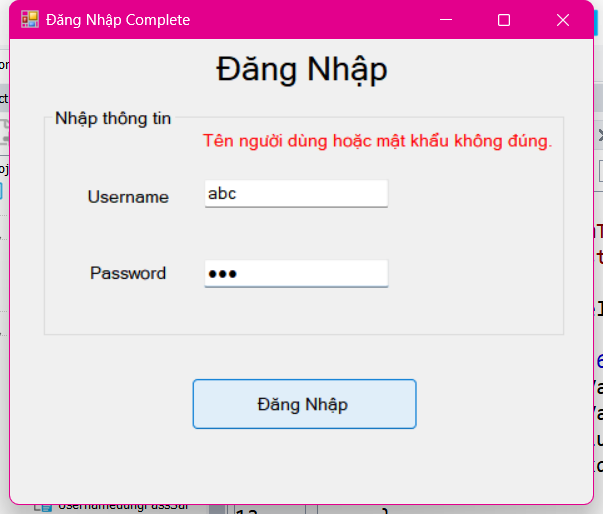 Đăng Nhập Complete
Đăng Nhập
Nhập thông tin
Tên người dùng hoặc mật khẩu không đúng.
Username
abc
Password
Đăng Nhập